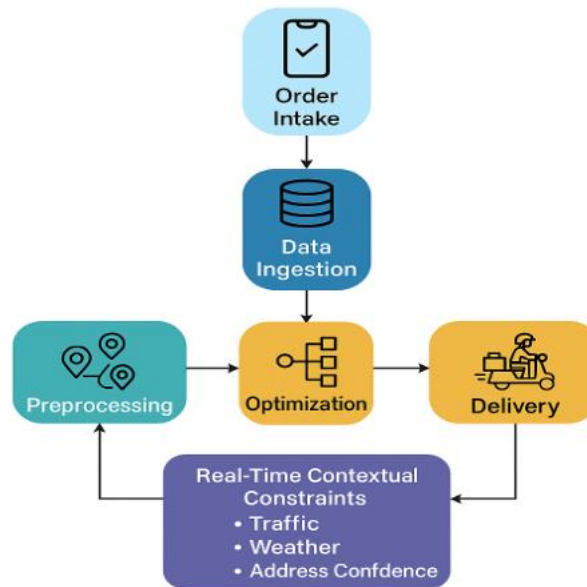 Order
Intake
Data
Ingestion
Preprocessing
Optimization
Delivery
Real-Time Contextual
Constraints
• Traffic
• Weather
• Address Confdence